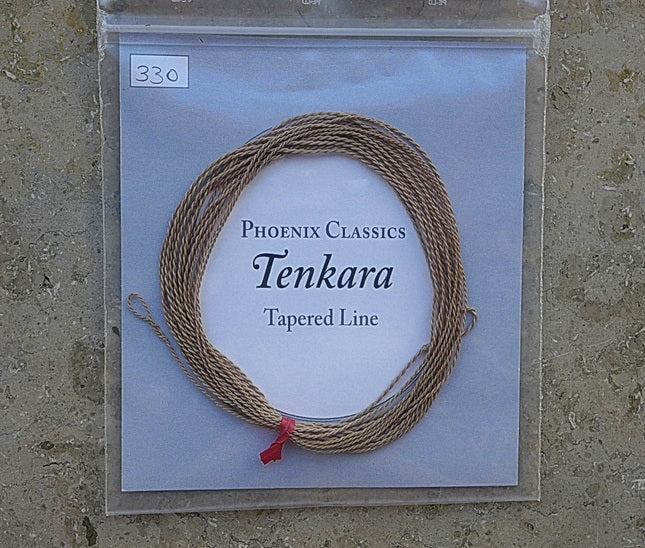 330
Phoenix Classics
Tenkara
Tapered Line